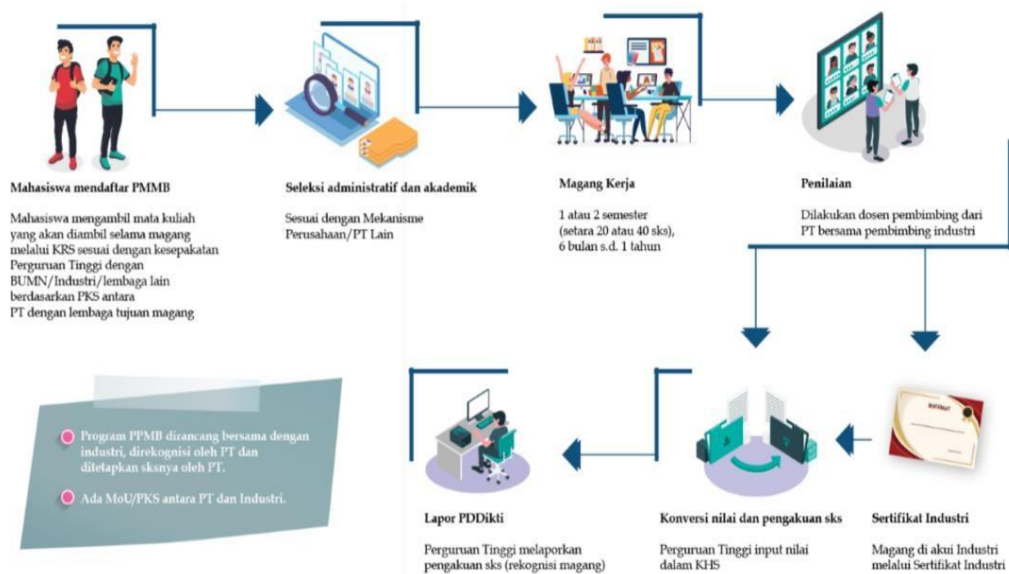 Mahasiswa mendaftar PMMB
Mahasiswa mengambil mata kuliah
yang akan diambil selama magang
melalui KRS sesuai dengan kesepakatan
Perguruan Tinggi dengan
BUMN/Industri/lembaga lain
berdasarkan PKS antara
PT dengan lembaga tujuan magang
Seleksi administratif dan akademik
Sesuai dengan Mekanisme
Perusahaan/PT Lain
Magang Kerja
1 atau 2 semester
(setara 20 atau 40 sks),
6 bulan s.d. 1 tahun
Penilaian
Dilakukan dosen pembimbing dari
PT bersama pembimbing industri
Program PPMB dirancang bersama dengan
industri, direkognisi oleh PT dan
ditetapkan sksnya oleh PT.
Ada MoU/PKS antara PT dan Industri.
Lapor PDDikti
Perguruan Tinggi melaporkan
pengakuan sks (rekognisi magang)
Konversi nilai dan pengakuan sks
Perguruan Tinggi input nilai
dalam KHS
Sertifikat Industri
Magang di akui Industri
melalui Sertifikat Industri